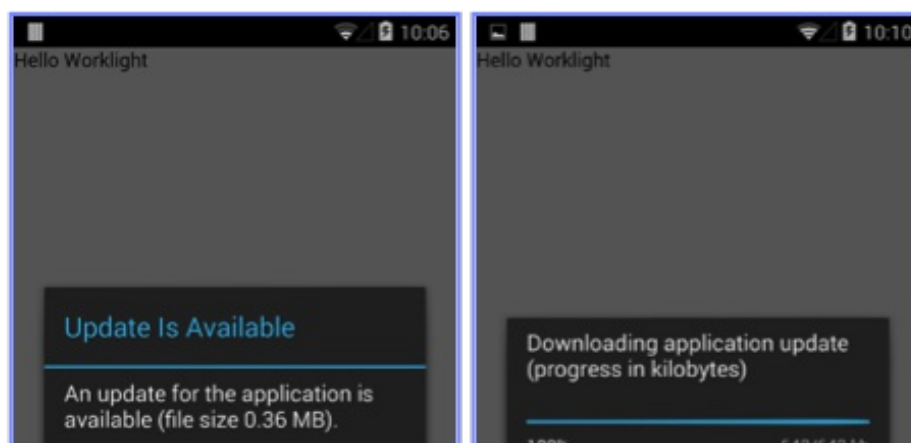 10:06
Hello Worklight
Update Is Available
An update for the application is
available (file size 0.36 MB).
10:10
Hello Worklight
Downloading application update
(progress in kilobytes)